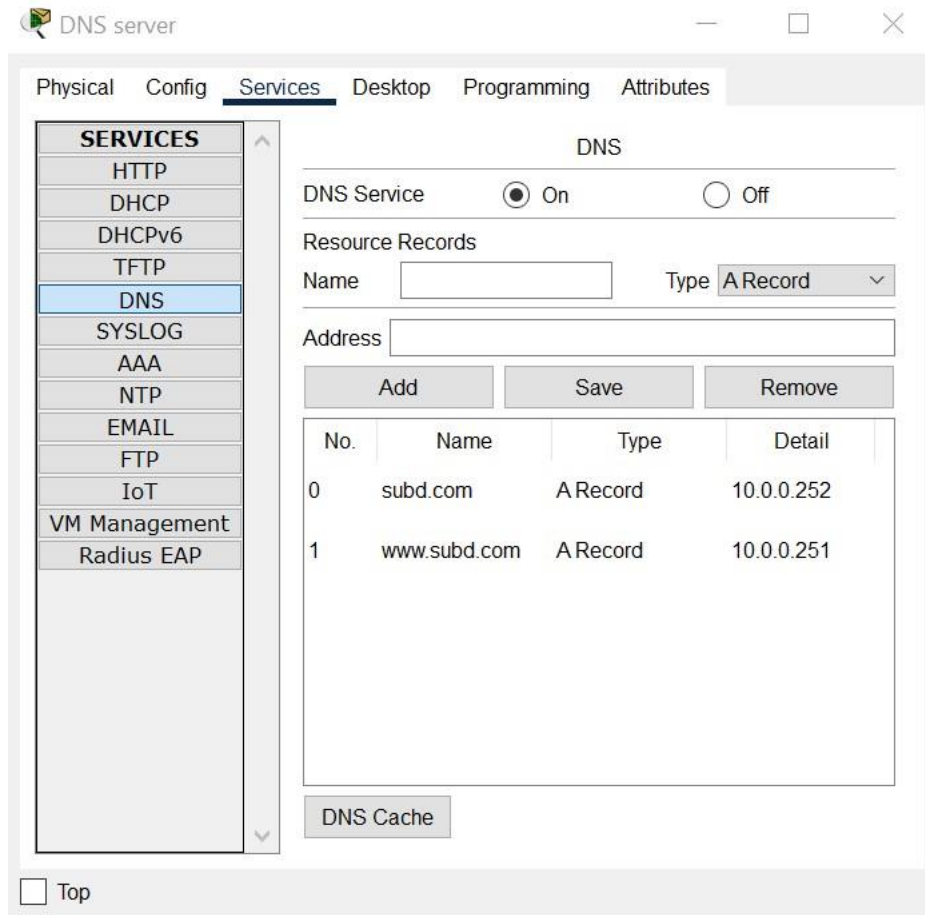 DNS server
Physical Config Services Desktop Programming Attributes
SERVICES
HTTP
DHCP
DHCPv6
TFTP
DNS
SYSLOG
AAA
NTP
EMAIL
FTP
IoT
VM Management
Radius EAP
DNS
DNS Service On Off
Resource Records
Name Type A Record
Address
Add Save Remove
No. Name Type Detail
0 subd.com A Record 10.0.0.252
1 www.subd.com A Record 10.0.0.251
DNS Cache
Top